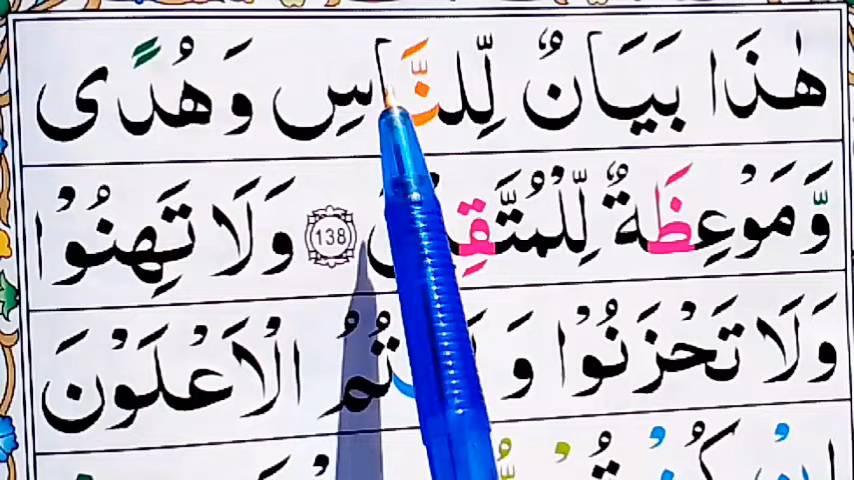 هٰذَا بَيَانٌ لِّلنَّاسِ وَهُدًى
وَّمَوْعِظَةٌ لِّلْمُتَّقِيْنَ 138 وَلَا تَهِنُوْا
وَلَا تَحْزَنُوْا وَ تُمُ الْاَعْلَوْنَ
اِنْ